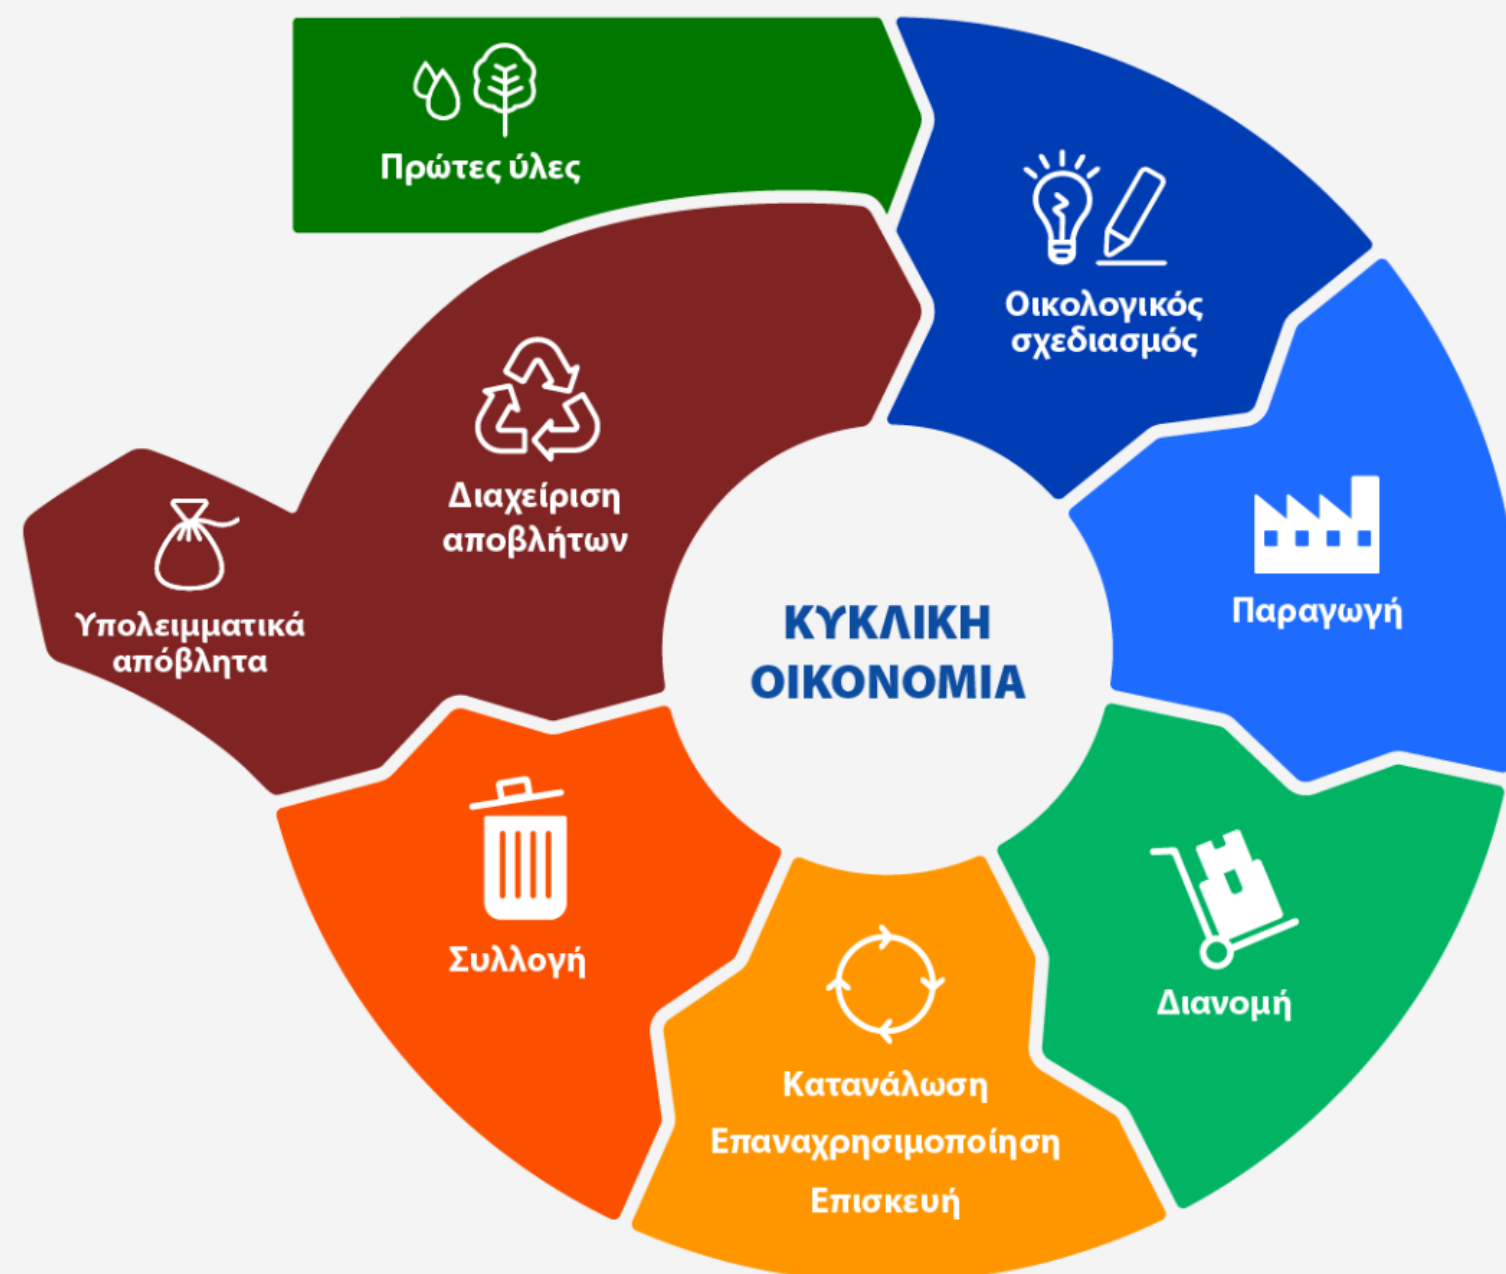 Πρώτες ύλες
Οικολογικός
σχεδιασμός
Παραγωγή
Διανομή
Κατανάλωση
Επαναχρησιμοποίηση
Επισκευή
Συλλογή
Διαχείριση
αποβλήτων
Υπολειμματικά
απόβλητα
ΚΥΚΛΙΚΗ
ΟΙΚΟΝΟΜΙΑ